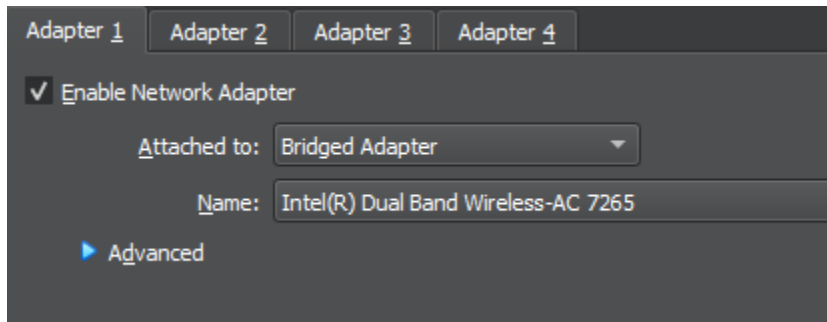 Adapter 1 Adapter 2 Adapter 3 Adapter 4
Enable Network Adapter
Attached to: Bridged Adapter
Name: Intel(R) Dual Band Wireless-AC 7265
Advanced